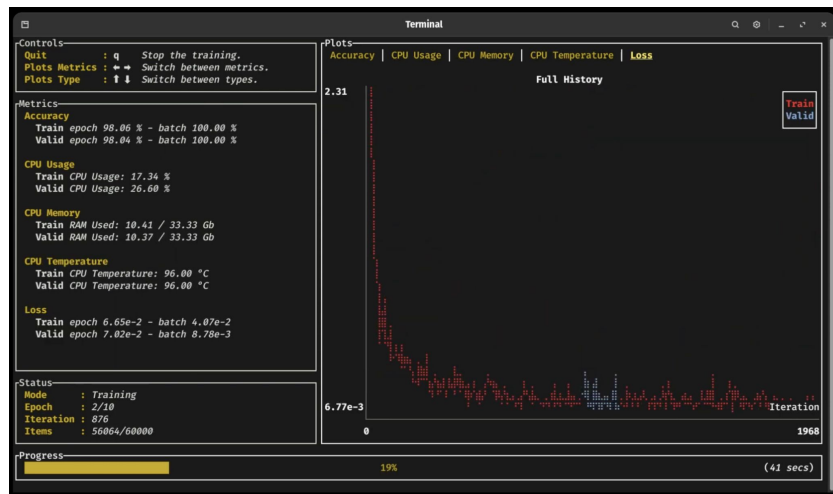 Terminal
Controls
Quit : q Stop the training.
Plots Metrics : ← → Switch between metrics.
Plots Type : ⬆ ⬇ Switch between types.
Metrics
Accuracy
Train epoch 98.06 % - batch 100.00 %
Valid epoch 98.04 % - batch 100.00 %
CPU Usage
Train CPU Usage: 17.34 %
Valid CPU Usage: 26.60 %
CPU Memory
Train RAM Used: 10.41 / 33.33 Gb
Valid RAM Used: 10.37 / 33.33 Gb
CPU Temperature
Train CPU Temperature: 96.00 °C
Valid CPU Temperature: 96.00 °C
Loss
Train epoch 6.65e-2 - batch 4.07e-2
Valid epoch 7.02e-2 - batch 8.78e-3
Status
Mode : Training
Epoch : 2/10
Iteration : 876
Items : 56064/60000
Plots
Accuracy | CPU Usage | CPU Memory | CPU Temperature | Loss
Full History
2.31
Train
Valid
6.77e-3
Iteration
0 1968
Progress
19% (41 secs)